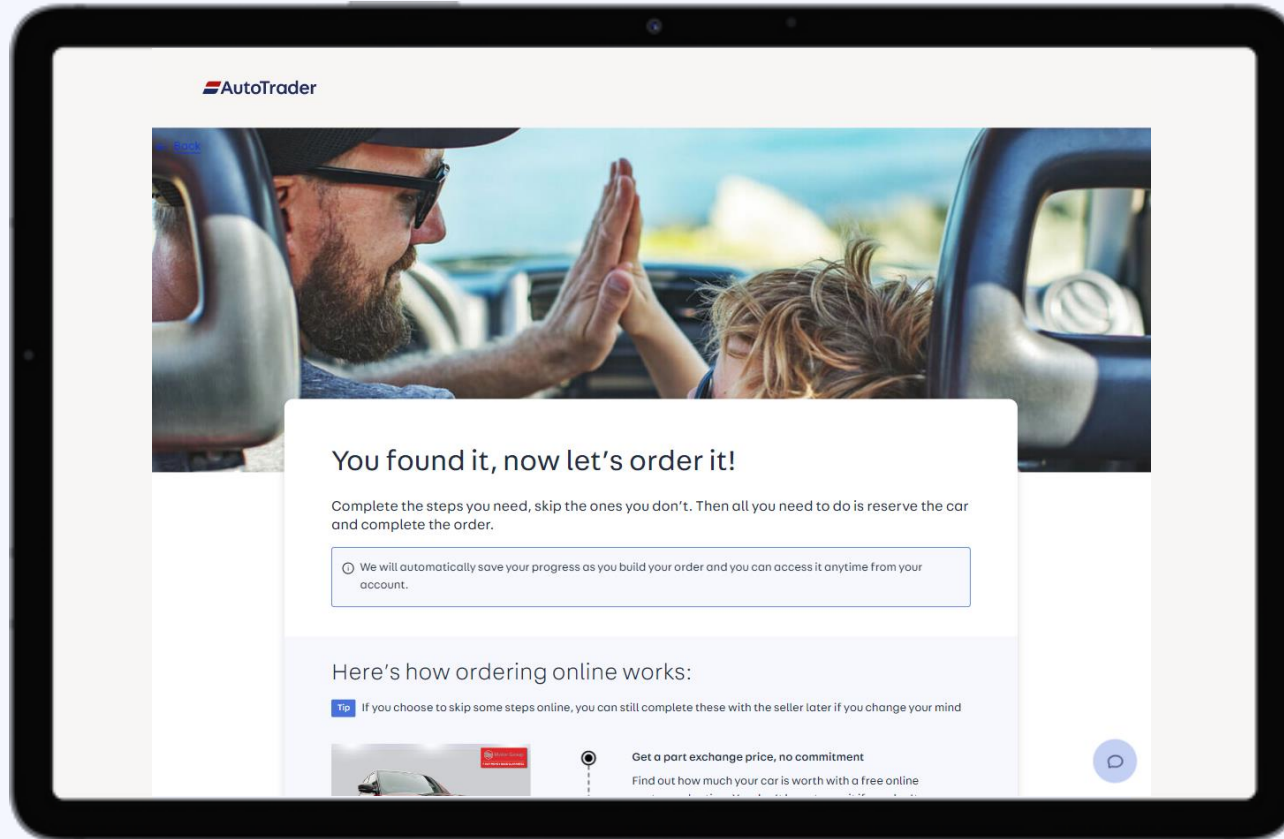 AutoTrader
Back
You found it, now let's order it!
Complete the steps you need, skip the ones you don't. Then all you need to do is reserve the car
and complete the order.
We will automatically save your progress as you build your order and you can access it anytime from your
account.
Here's how ordering online works:
Tip If you choose to skip some steps online, you can still complete these with the seller later if you change your mind
Get a part exchange price, no commitment
Find out how much your car is worth with a free online